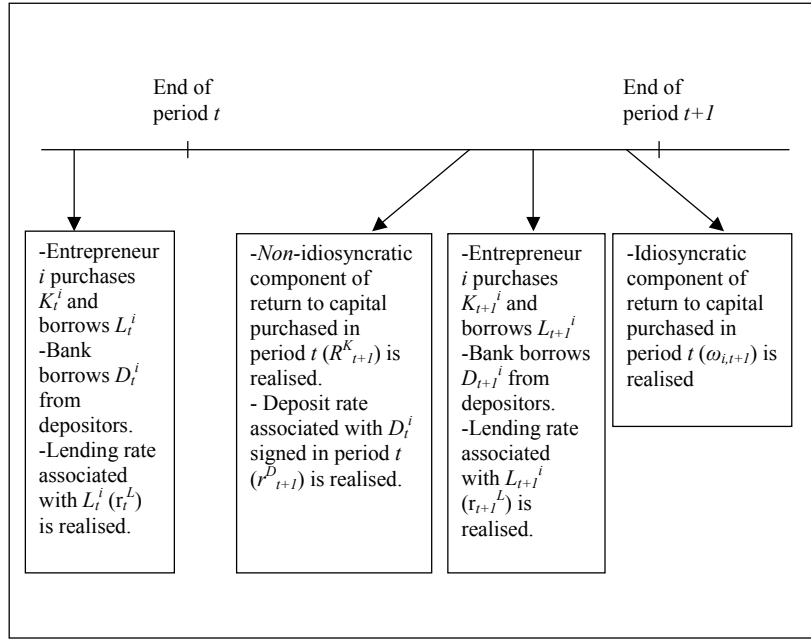 End of
period t
End of
period t+1
-Entrepreneur
i purchases
K_t^i and
borrows L_t^i
-Bank
borrows D_t^i
from
depositors.
-Lending rate
associated
with L_t^i (r_t^L)
is realised.
-Non-idiosyncratic
component of
return to capital
purchased in
period t (R^K_{t+1}) is
realised.
- Deposit rate
associated with D_t^i
signed in period t
(r^D_{t+1}) is realised.
-Entrepreneur
i purchases
K_{t+1}^i and
borrows L_{t+1}^i
-Bank borrows
D_{t+1}^i from
depositors.
-Lending rate
associated
with L_{t+1}^i
(r_{t+1}^L) is
realised.
-Idiosyncratic
component of
return to capital
purchased in
period t (ω_{i,t+1}) is
realised